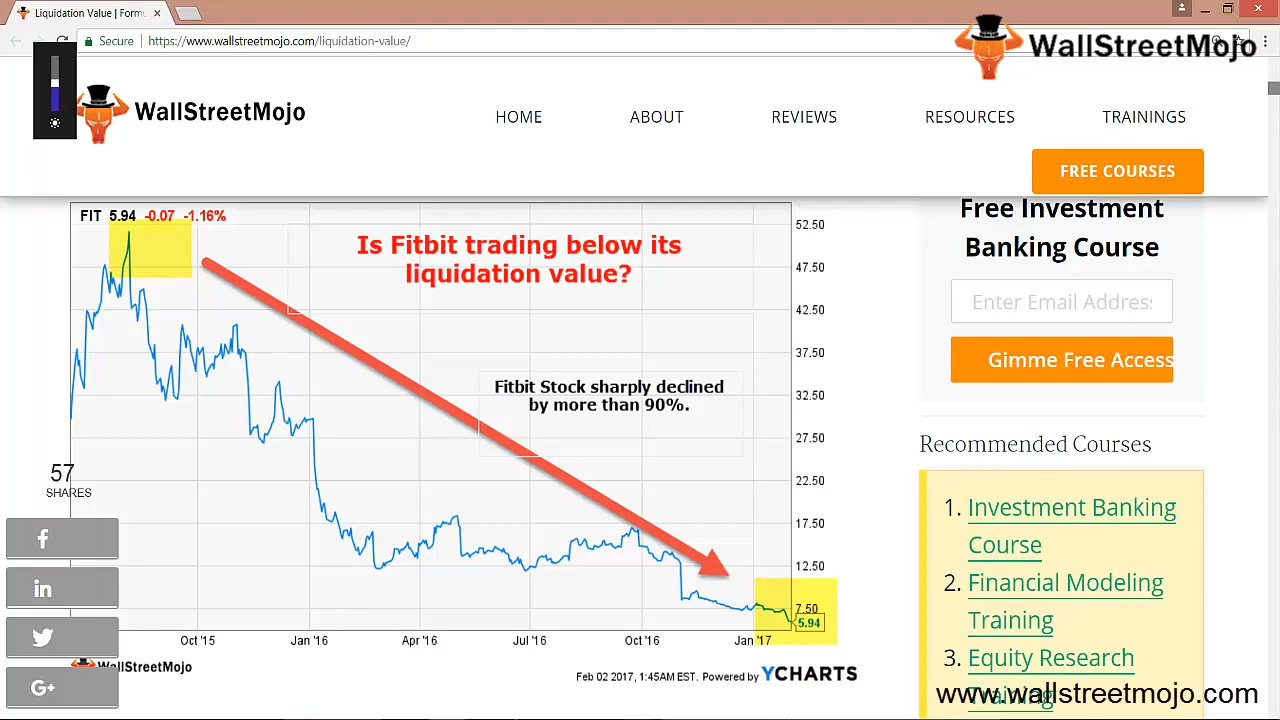 Liquidation Value | Form
Secure
https://www.wallstreetmojo.com/liquidation-value/
WallStreetMojo
WallStreetMojo
HOME
ABOUT
REVIEWS
RESOURCES
TRAININGS
FREE COURSES
FIT 5.94 -0.07 -1.16%
Is Fitbit trading below its
liquidation value?
Fitbit Stock sharply declined
by more than 90%.
52.50
47.50
42.50
37.50
32.50
27.50
22.50
17.50
12.50
7.50
5.94
Oct '15
Jan '16
Apr '16
Jul '16
Oct '16
Jan '17
WallStreetMojo
Feb 02 2017, 1:45AM EST. Powered by YCHARTS
57
SHARES
Free Investment
Banking Course
Enter Email Address
Gimme Free Access
Recommended Courses
1. Investment Banking
Course
2. Financial Modeling
Training
3. Equity Research
Training
www.wallstreetmojo.com